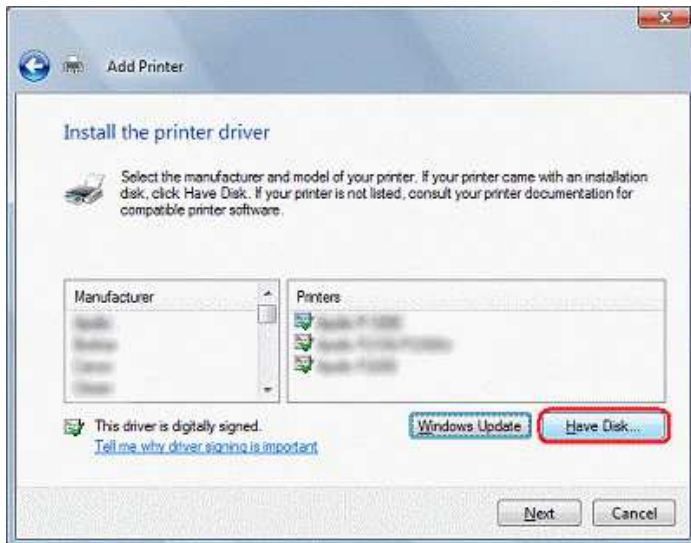 Add Printer
Install the printer driver
Select the manufacturer and model of your printer. If your printer came with an installation
disk, click Have Disk. If your printer is not listed, consult your printer documentation for
compatible printer software.
Manufacturer
Printers
This driver is digitally signed.
Tell me why driver signing is important
Windows Update
Have Disk...
Next
Cancel